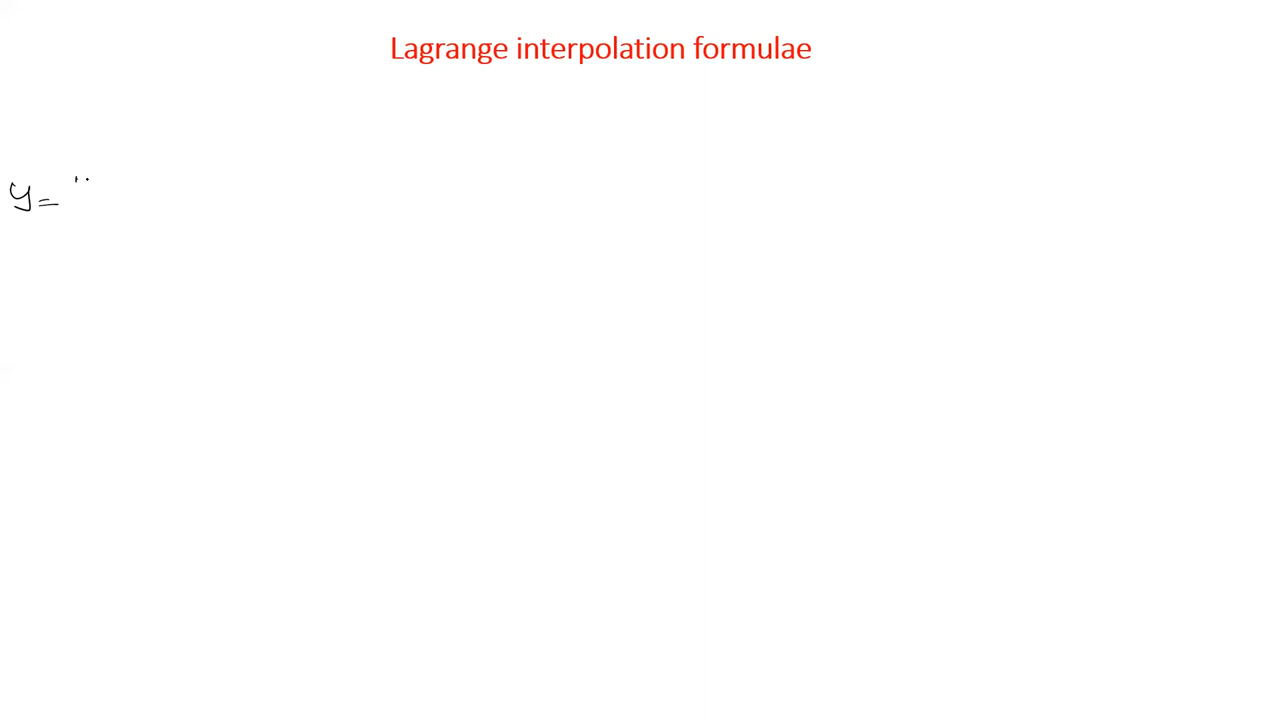 Lagrange interpolation formulae
y =